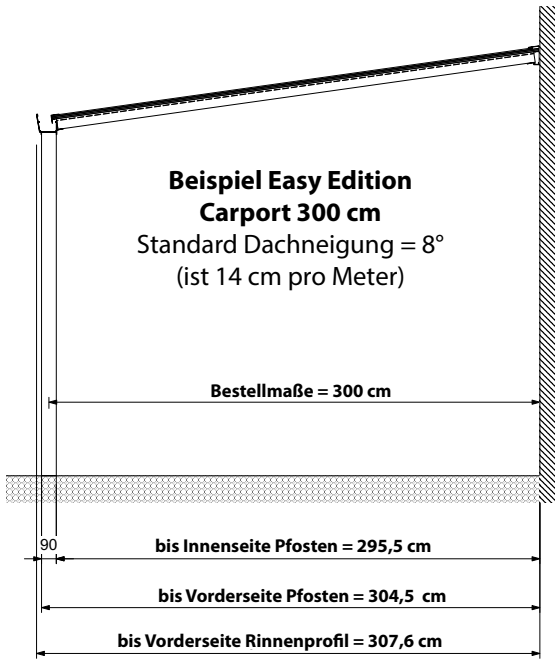 Beispiel Easy Edition
Carport 300 cm
Standard Dachneigung = 8°
(ist 14 cm pro Meter)
Bestellmaße = 300 cm
90
bis Innenseite Pfosten = 295,5 cm
bis Vorderseite Pfosten = 304,5 cm
bis Vorderseite Rinnenprofil = 307,6 cm